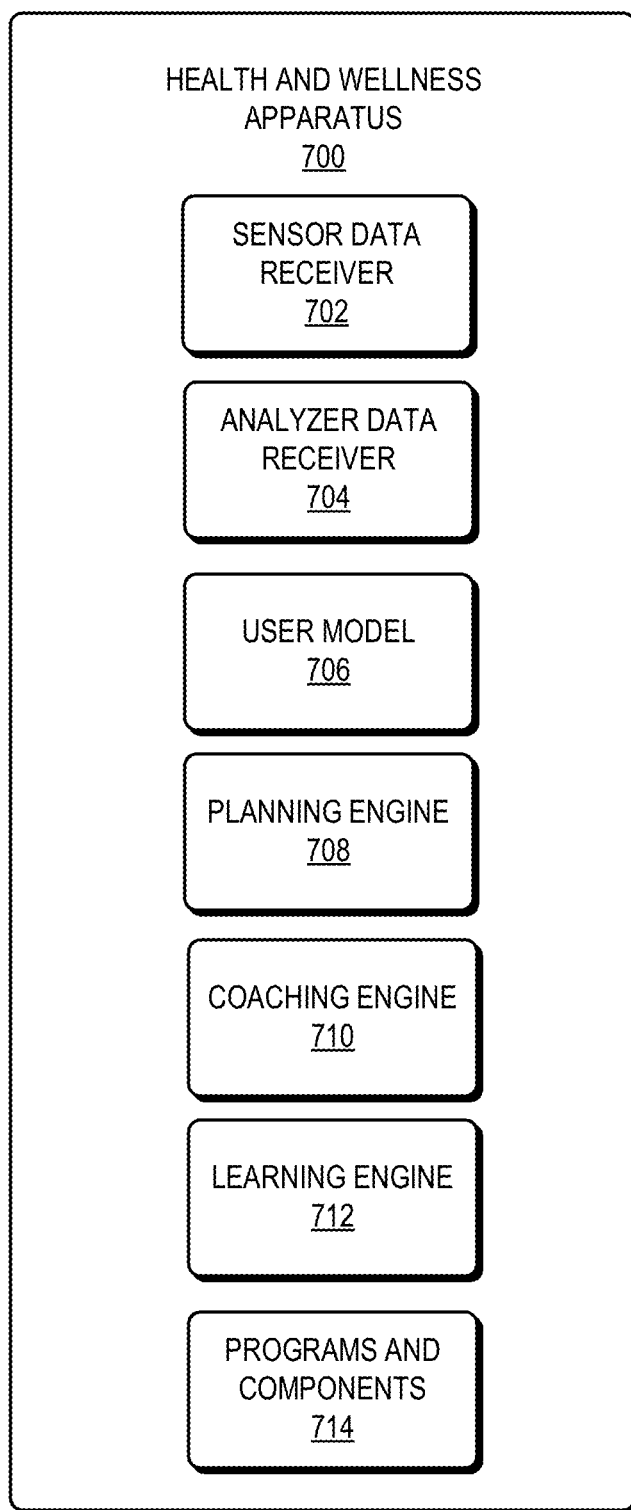 HEALTH AND WELLNESS
APPARATUS
700
SENSOR DATA
RECEIVER
702
ANALYZER DATA
RECEIVER
704
USER MODEL
706
PLANNING ENGINE
708
COACHING ENGINE
710
LEARNING ENGINE
712
PROGRAMS AND
COMPONENTS
714